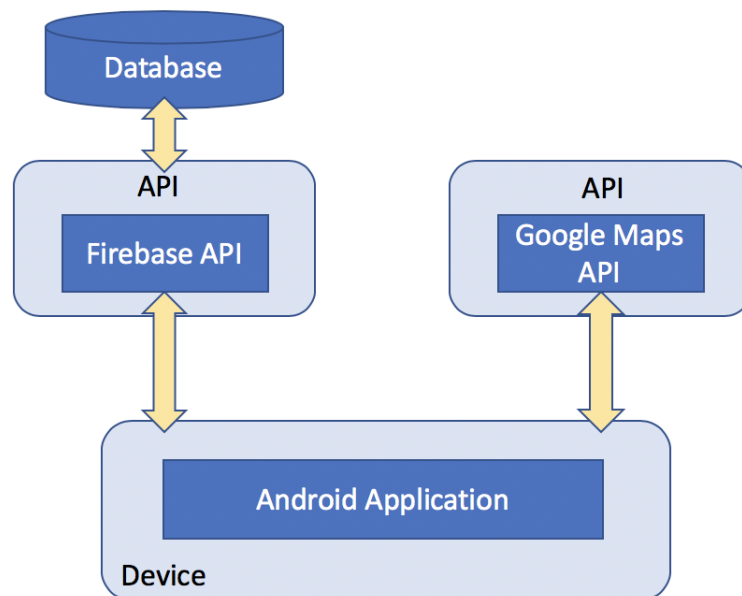 Database
API
Firebase API
API
Google Maps
API
Android Application
Device